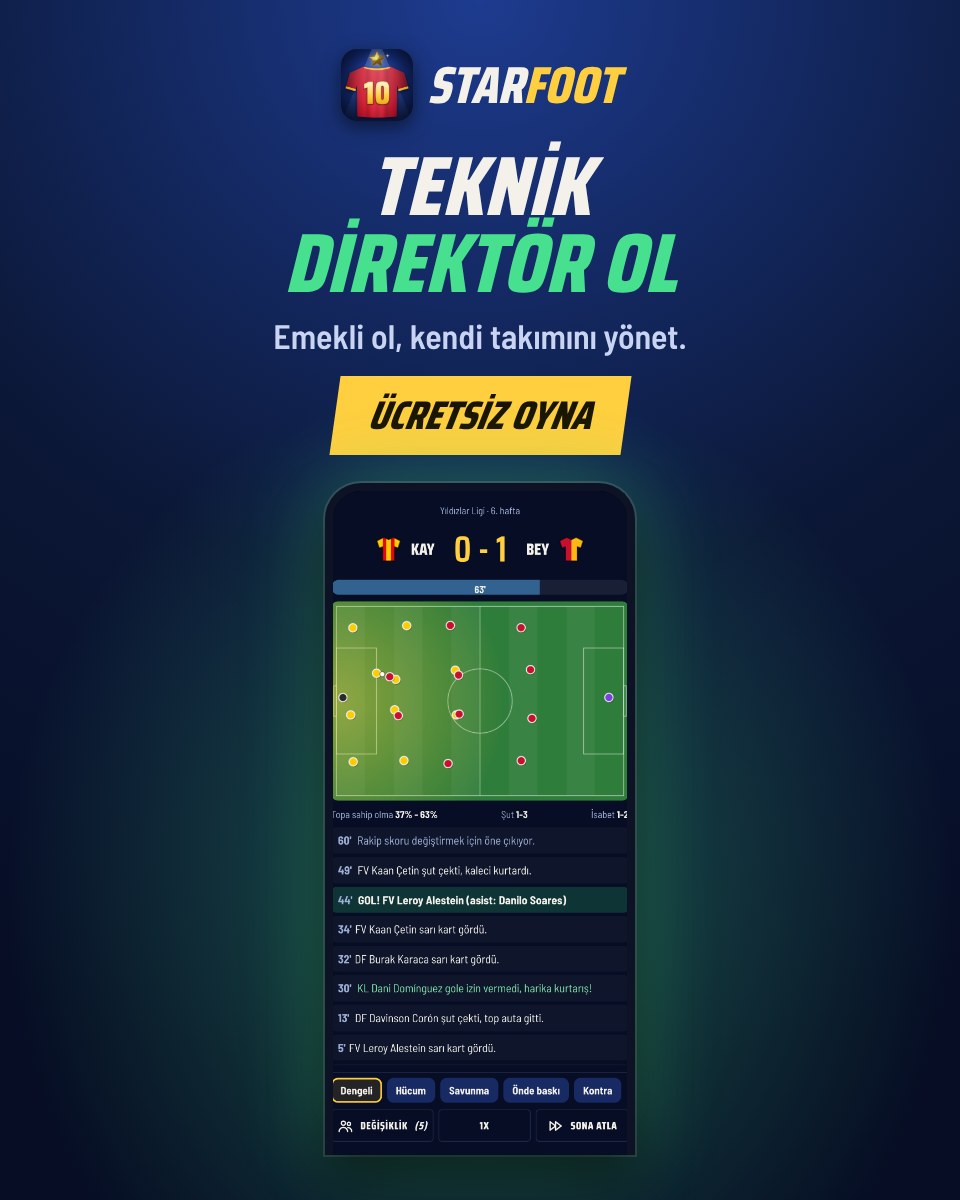 10
STARFOOT
TEKNİK
DİREKTÖR OL
Emekli ol, kendi takımını yönet.
ÜCRETSİZ OYNA
Yıldızlar Ligi · 6. hafta
KAY 0 - 1 BEY
63'
Topa sahip olma 37% - 63% Şut 1-3 İsabet 1-2
60' Rakip skoru değiştirmek için öne çıkıyor.
49' FV Kaan Çetin şut çekti, kaleci kurtardı.
44' GOL! FV Leroy Alestein (asist: Danilo Soares)
34' FV Kaan Çetin sarı kart gördü.
32' DF Burak Karaca sarı kart gördü.
30' KL Dani Domínguez gole izin vermedi, harika kurtarış!
13' DF Davinson Corón şut çekti, top auta gitti.
5' FV Leroy Alestein sarı kart gördü.
Dengeli Hücum Savunma Önde baskı Kontra
DEĞİŞİKLİK (5) 1X SONA ATLA